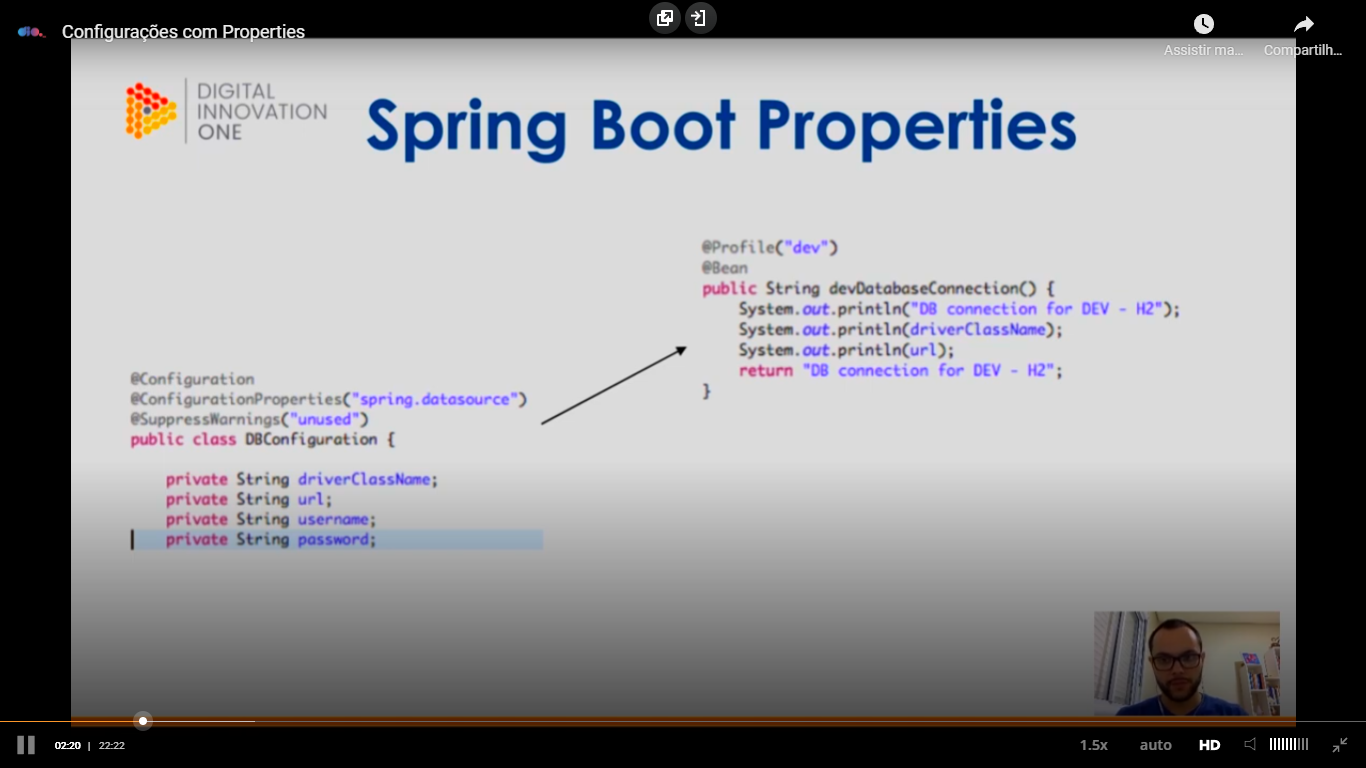 Configurações com Properties
Assistir ma...
Compartilh...
DIGITAL
INNOVATION
ONE
Spring Boot Properties
@Profile("dev")
@Bean
public String devDatabaseConnection() {
System.out.println("DB connection for DEV - H2");
System.out.println(driverClassName);
System.out.println(url);
return "DB connection for DEV - H2";
}
@Configuration
@ConfigurationProperties("spring.datasource")
@SuppressWarnings("unused")
public class DBConfiguration {
private String driverClassName;
private String url;
private String username;
private String password;
02:20 | 22:22
1.5x auto HD